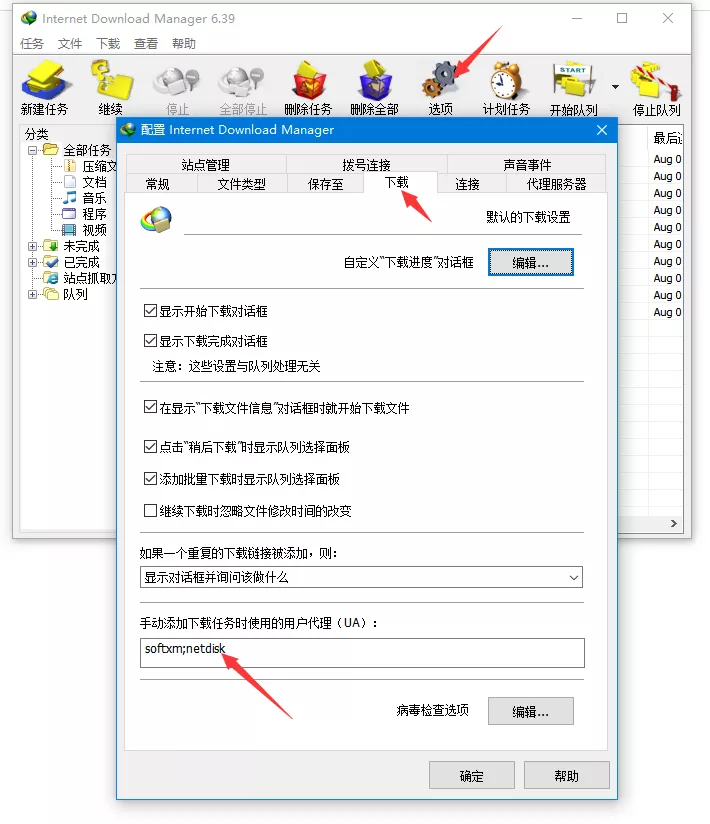 Internet Download Manager 6.39
任务 文件 下载 查看 帮助
新建任务 继续 停止 全部停止 删除任务 删除全部 选项 计划任务 START 开始队列 停止队列
分类
全部任务
压缩文
文档
音乐
程序
视频
未完成
已完成
站点抓取
队列
最后
Aug 0
Aug 0
Aug 0
Aug 0
Aug 0
Aug 0
Aug 0
Aug 0
Aug 0
Aug 0
配置 Internet Download Manager
站点管理 拨号连接 声音事件
常规 文件类型 保存至 下载 连接 代理服务器
默认的下载设置
自定义“下载进度”对话框 编辑...
显示开始下载对话框
显示下载完成对话框
注意：这些设置与队列处理无关
在显示“下载文件信息”对话框时就开始下载文件
点击“稍后下载”时显示队列选择面板
添加批量下载时显示队列选择面板
继续下载时忽略文件修改时间的改变
如果一个重复的下载链接被添加，则：
显示对话框并询问该做什么
手动添加下载任务时使用的用户代理（UA）：
softxm;netdisk
病毒检查选项 编辑...
确定 帮助